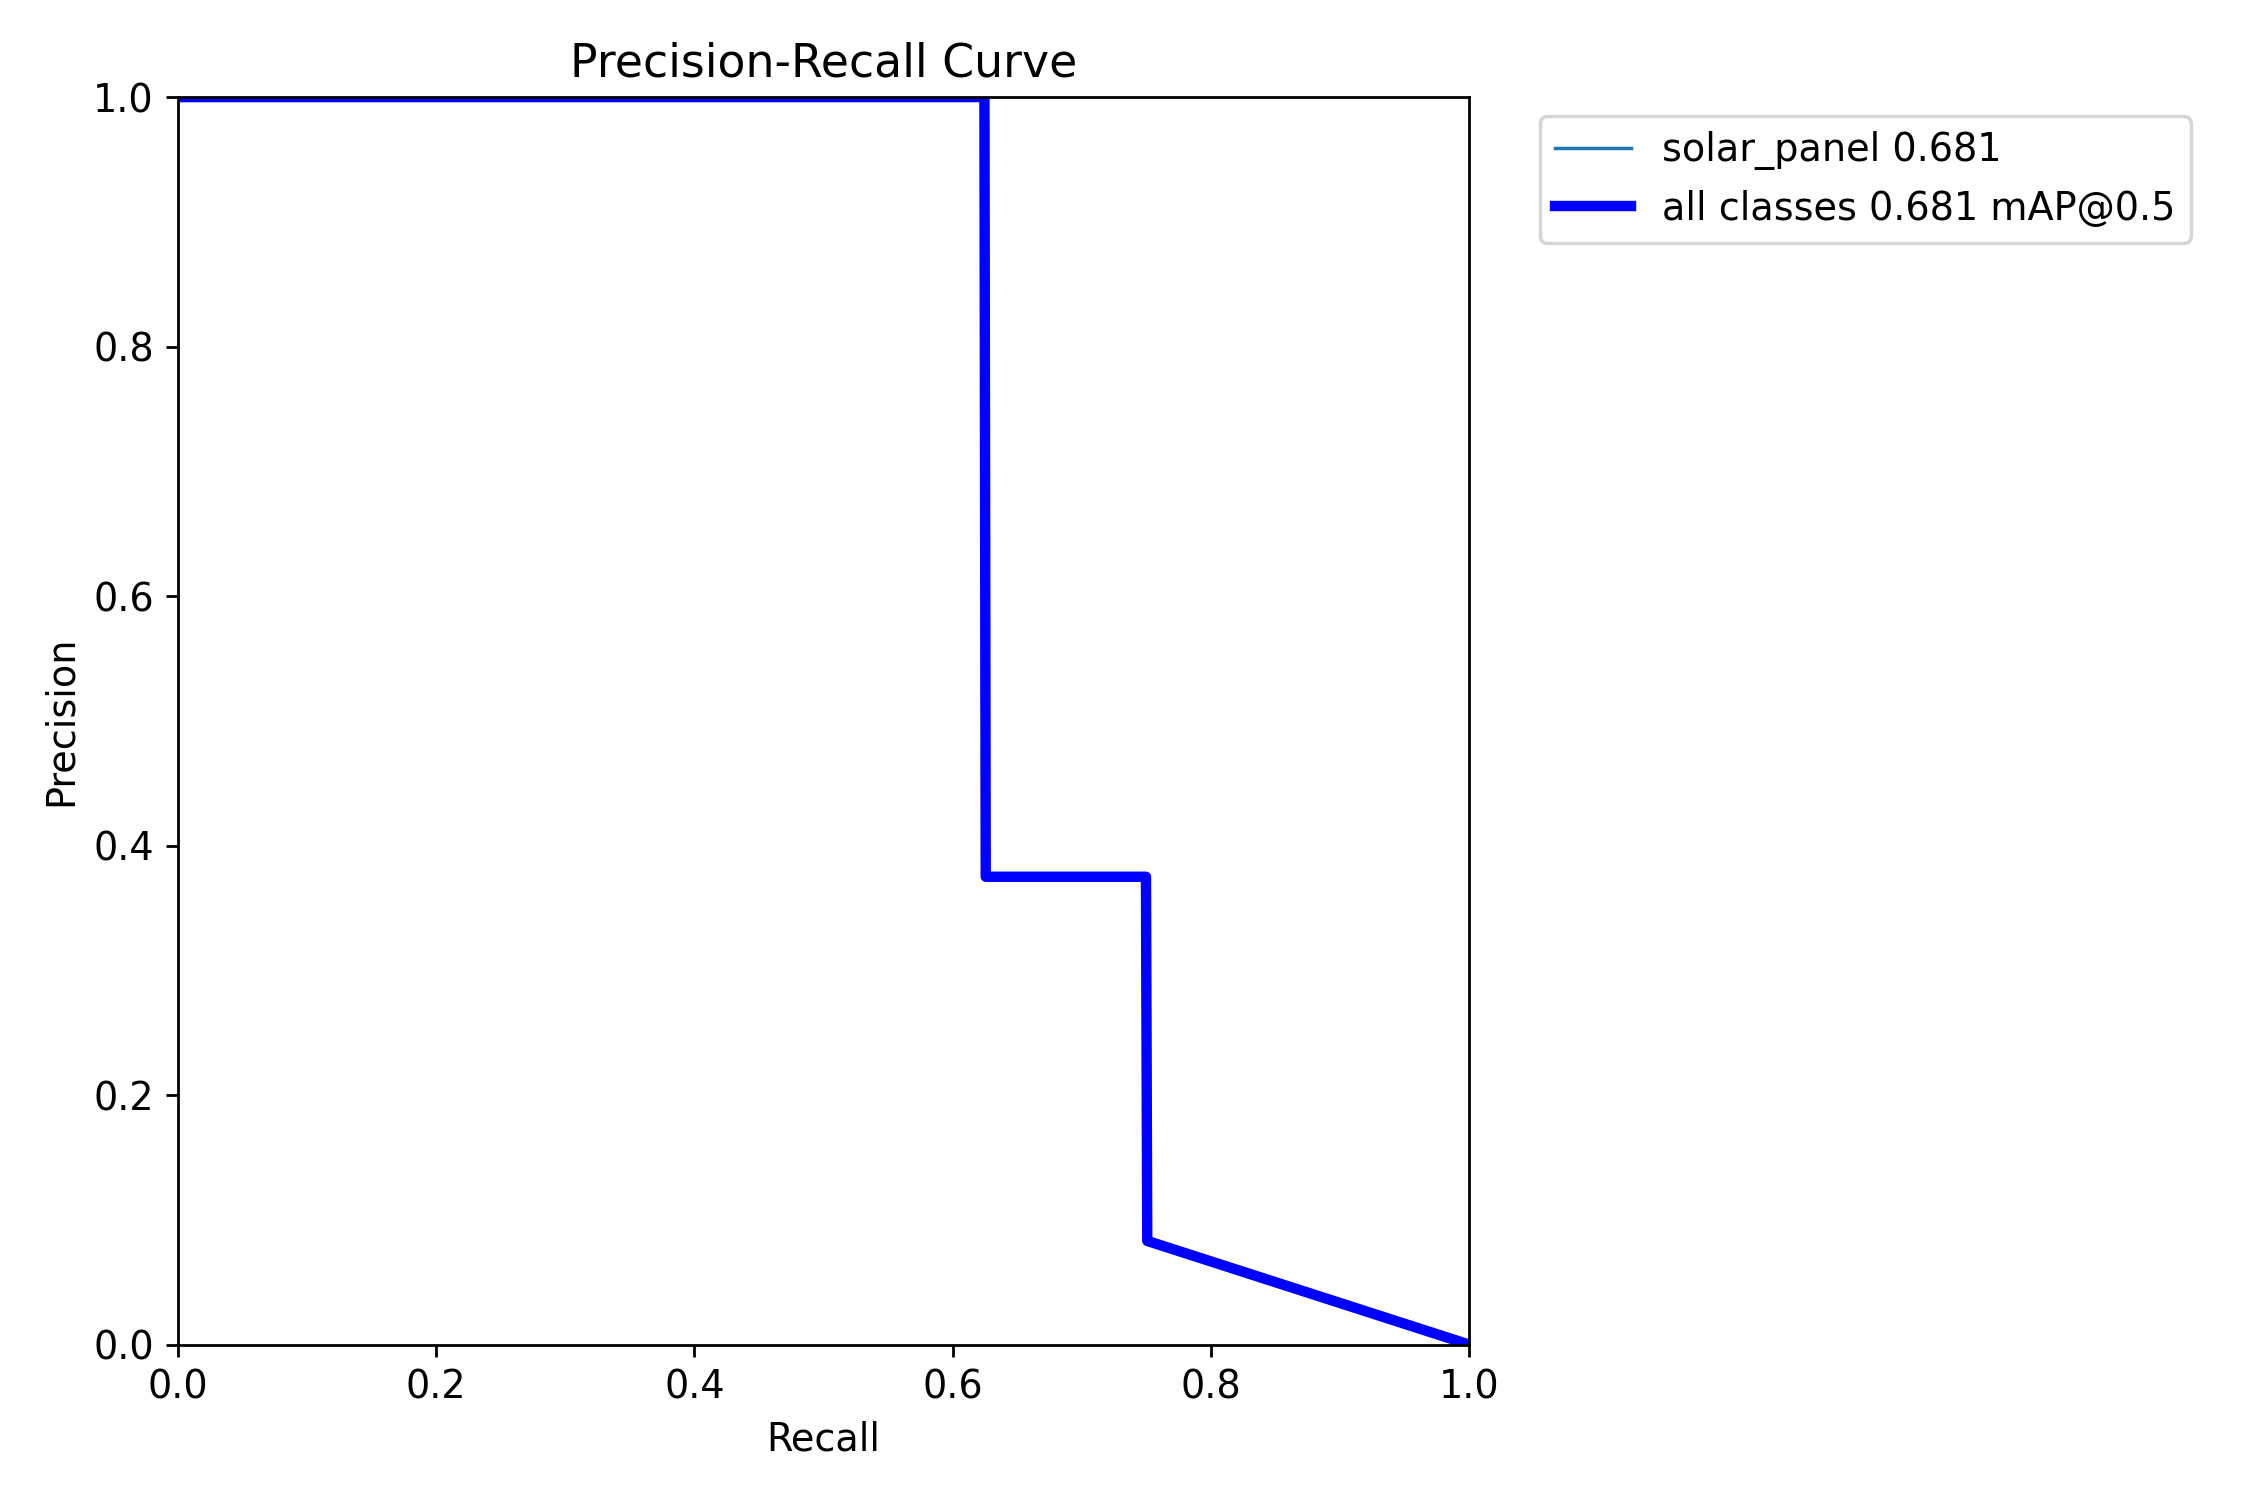 Precision-Recall Curve
1.0
0.8
0.6
0.4
0.2
0.0
Precision
0.0 0.2 0.4 0.6 0.8 1.0
Recall
solar_panel 0.681
all classes 0.681 mAP@0.5